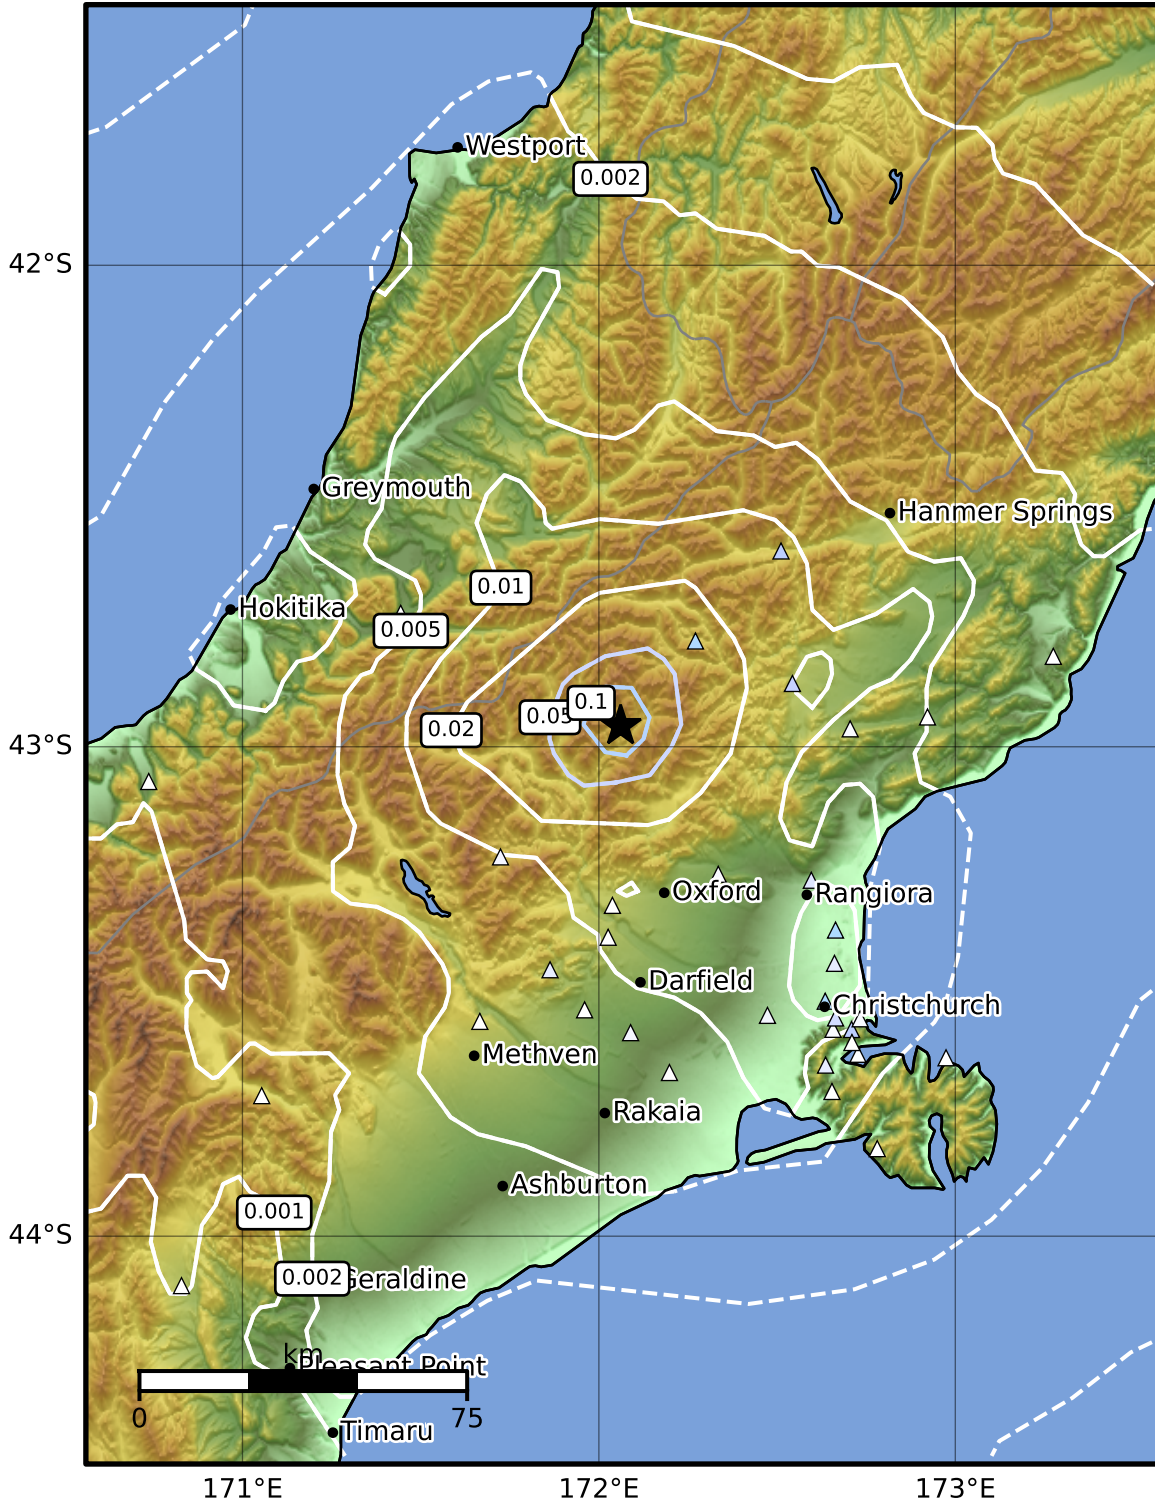 Westport
0.002
42°S
Greymouth
Hanmer Springs
0.01
Hokitika
0.005
0.1
0.05
0.02
43°S
Oxford
Rangiora
Darfield
Christchurch
Methven
Rakaia
Ashburton
0.001
44°S
0.002
Geraldine
km
Pleasant Point
0
75
Timaru
171°E
172°E
173°E